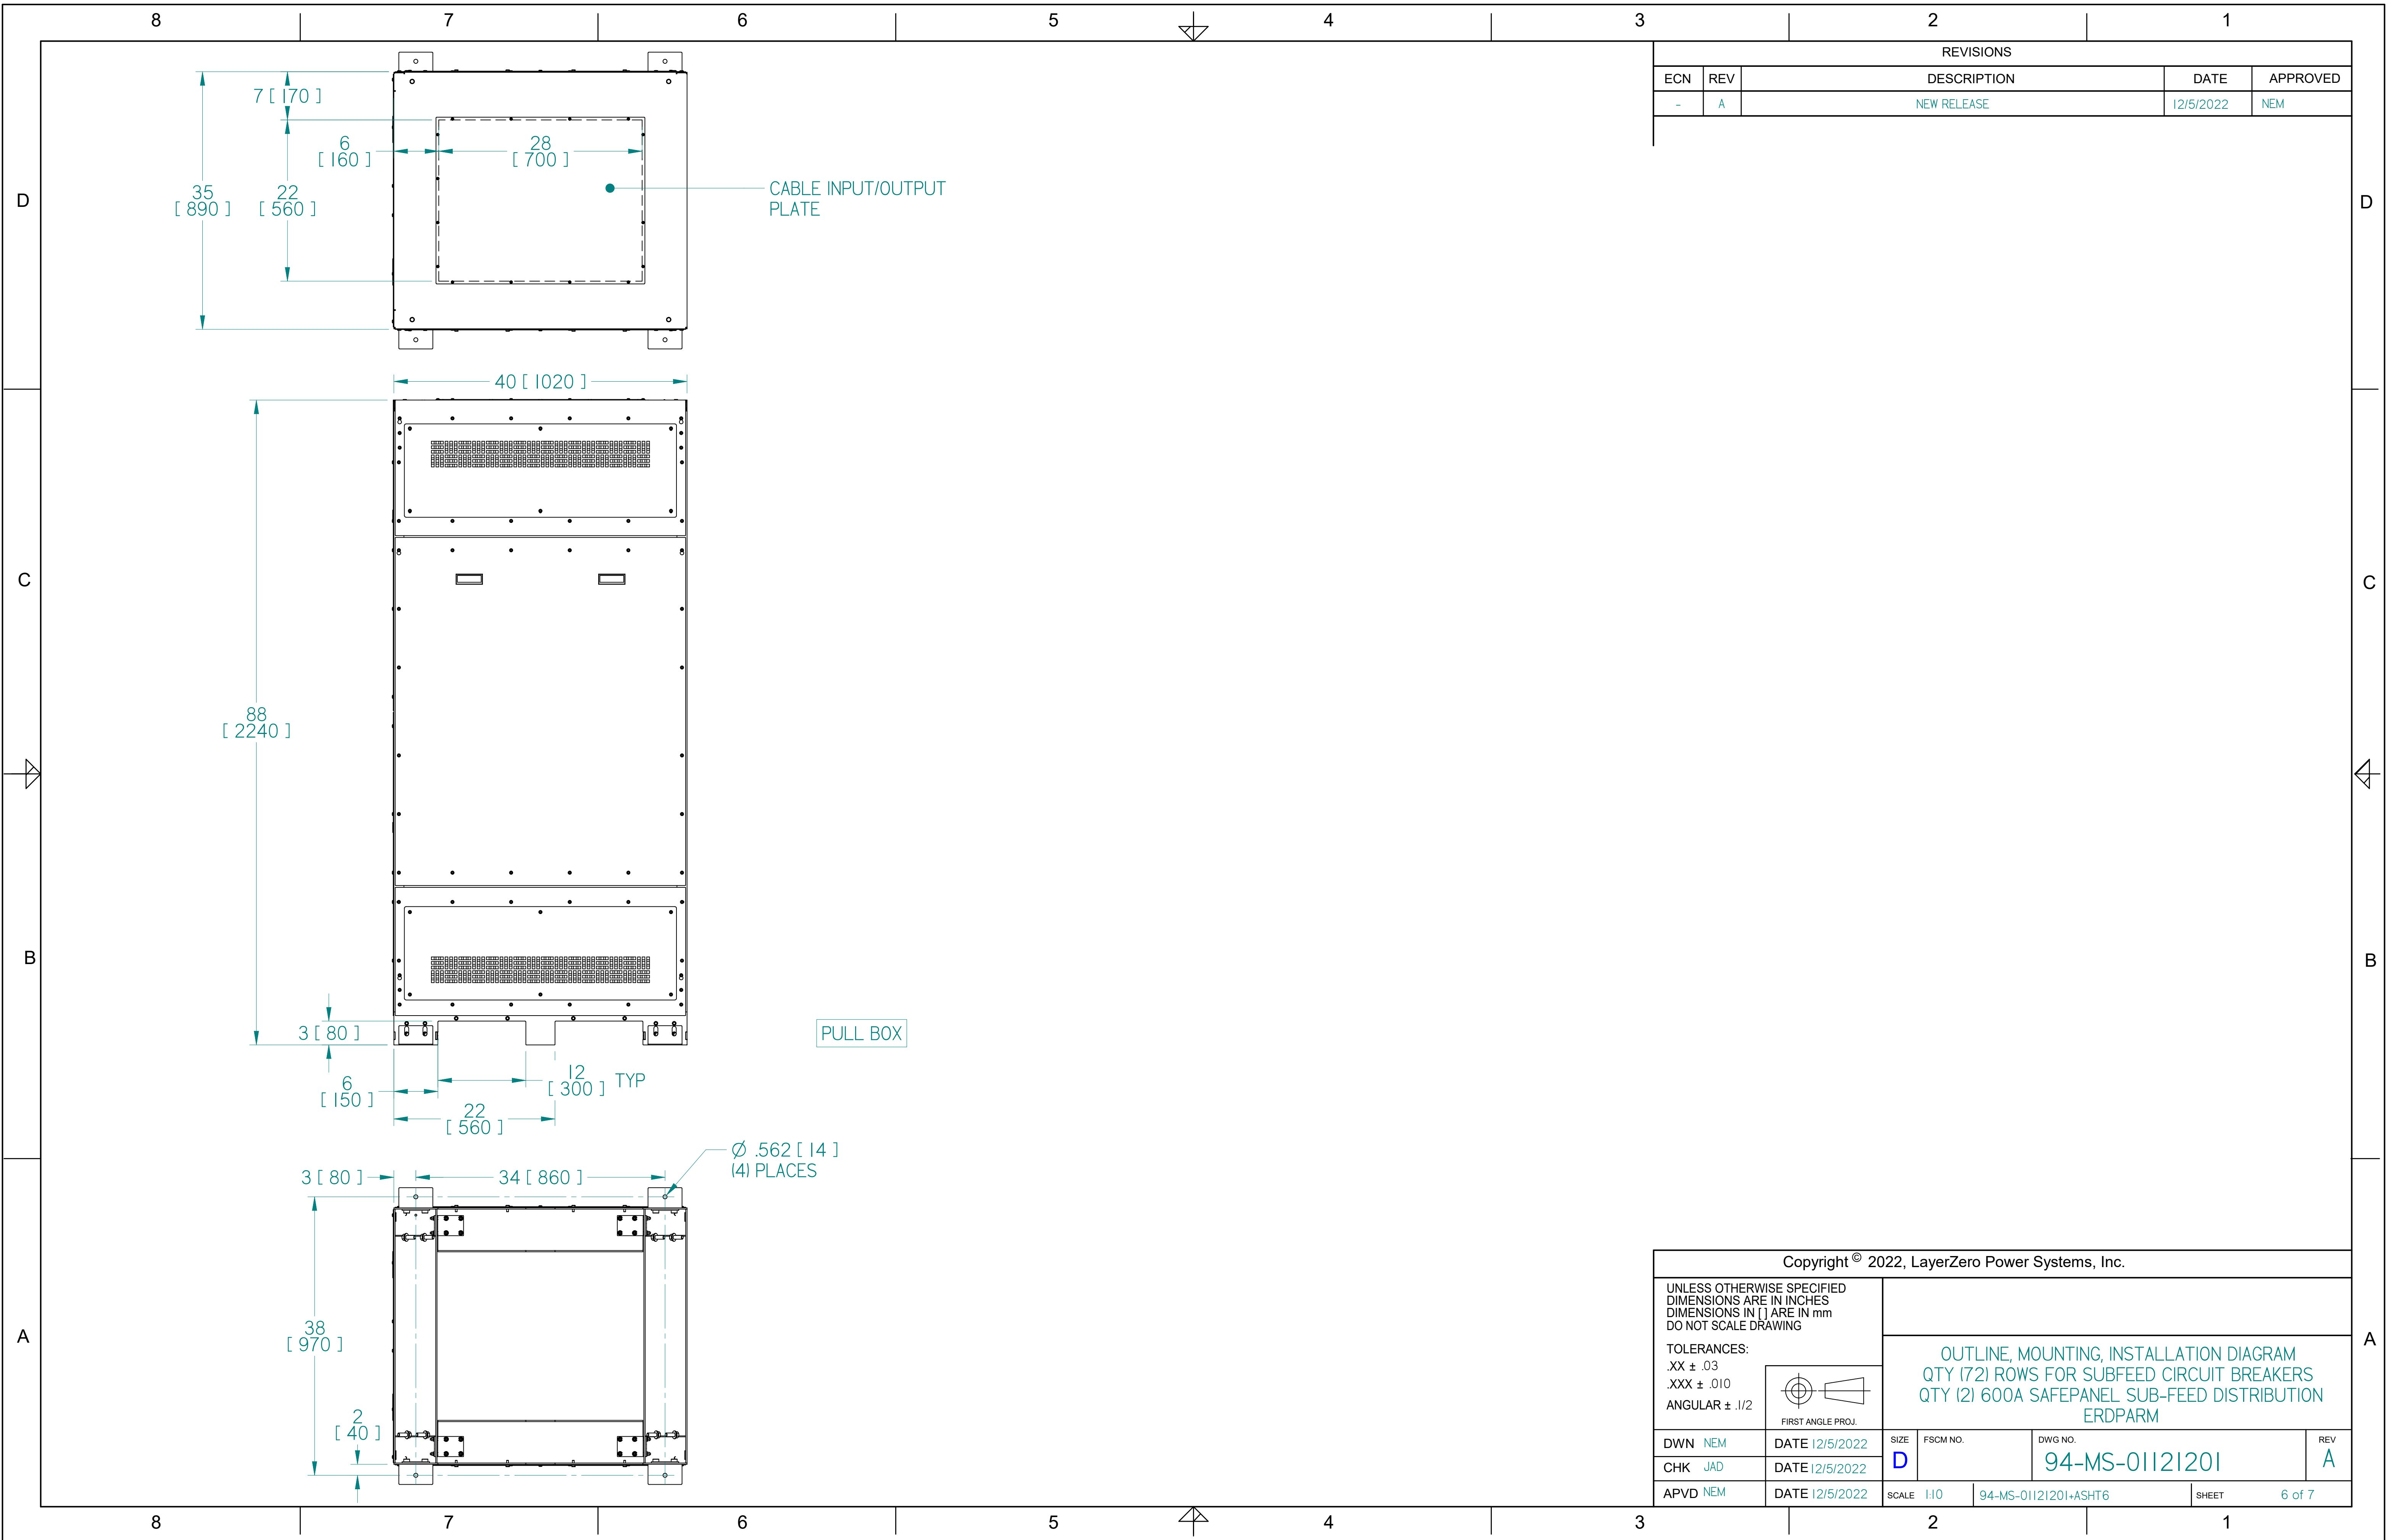 8 7 6 5 4 3 2 1
REVISIONS
ECN REV DESCRIPTION DATE APPROVED
- A NEW RELEASE 12/5/2022 NEM
D
D
7 [ 170 ]
6
[ 160 ]
28
[ 700 ]
35
[ 890 ]
22
[ 560 ]
CABLE INPUT/OUTPUT
PLATE
40 [ 1020 ]
C
C
88
[ 2240 ]
B
B
3 [ 80 ]
PULL BOX
12
[ 300 ] TYP
6
[ 150 ]
22
[ 560 ]
Ø .562 [ 14 ]
(4) PLACES
3 [ 80 ]
34 [ 860 ]
38
[ 970 ]
2
[ 40 ]
A
A
Copyright © 2022, LayerZero Power Systems, Inc.
UNLESS OTHERWISE SPECIFIED
DIMENSIONS ARE IN INCHES
DIMENSIONS IN [ ] ARE IN mm
DO NOT SCALE DRAWING
TOLERANCES:
.XX ± .03
.XXX ± .010
ANGULAR ± .1/2
FIRST ANGLE PROJ.
OUTLINE, MOUNTING, INSTALLATION DIAGRAM
QTY (72) ROWS FOR SUBFEED CIRCUIT BREAKERS
QTY (2) 600A SAFEPANEL SUB-FEED DISTRIBUTION
ERDPARM
DWN NEM DATE 12/5/2022
CHK JAD DATE 12/5/2022
APVD NEM DATE 12/5/2022
SIZE D
FSCM NO.
DWG NO.
94-MS-01121201
REV
A
SCALE 1:10 94-MS-01121201+ASHT6 SHEET 6 of 7
8 7 6 5 4 3 2 1